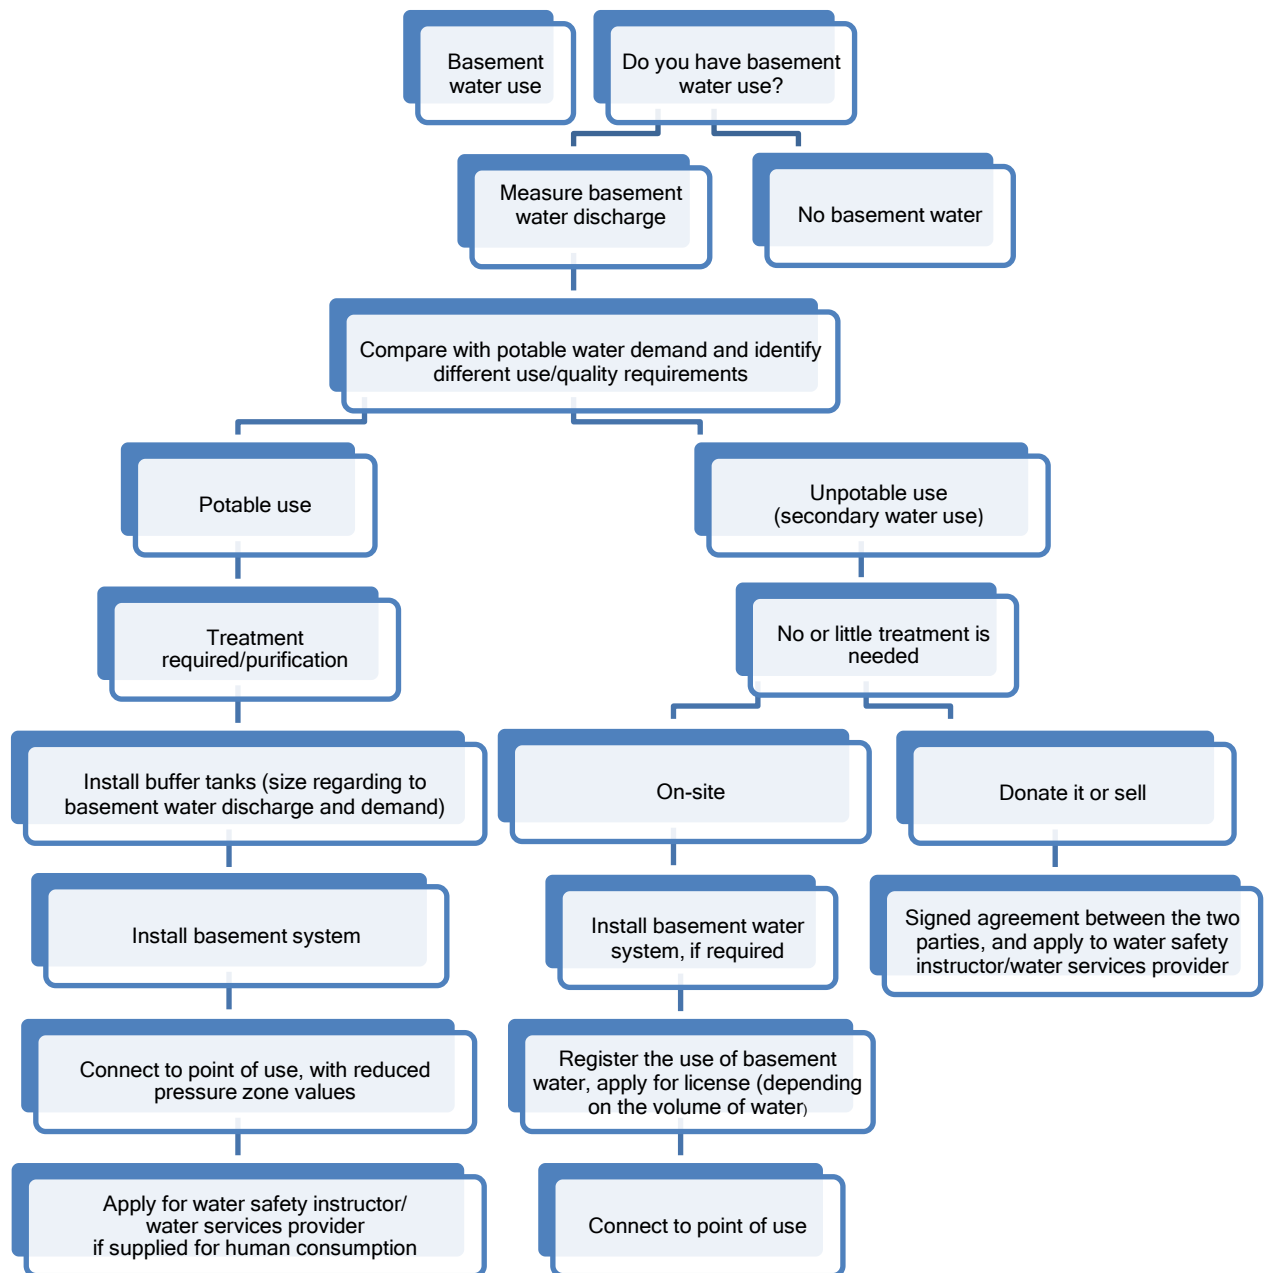 Basement
water use
Do you have basement
water use?
Measure basement
water discharge
No basement water
Compare with potable water demand and identify
different use/quality requirements
Potable use
Unpotable use
(secondary water use)
Treatment
required/purification
No or little treatment is
needed
Install buffer tanks (size regarding to
basement water discharge and demand)
On-site
Donate it or sell
Install basement system
Install basement water
system, if required
Signed agreement between the two
parties, and apply to water safety
instructor/water services provider
Connect to point of use, with reduced
pressure zone values
Register the use of basement
water, apply for license (depending
on the volume of water)
Apply for water safety instructor/
water services provider
if supplied for human consumption
Connect to point of use